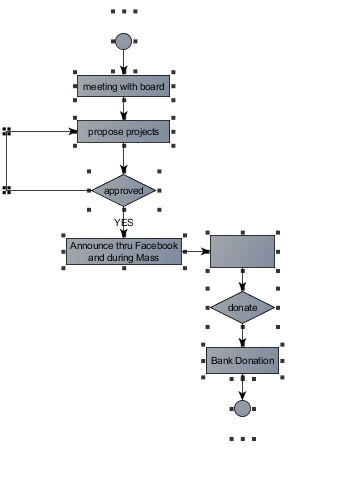 meeting with board
propose projects
approved
YES
Announce thru Facebook
and during Mass
donate
Bank Donation